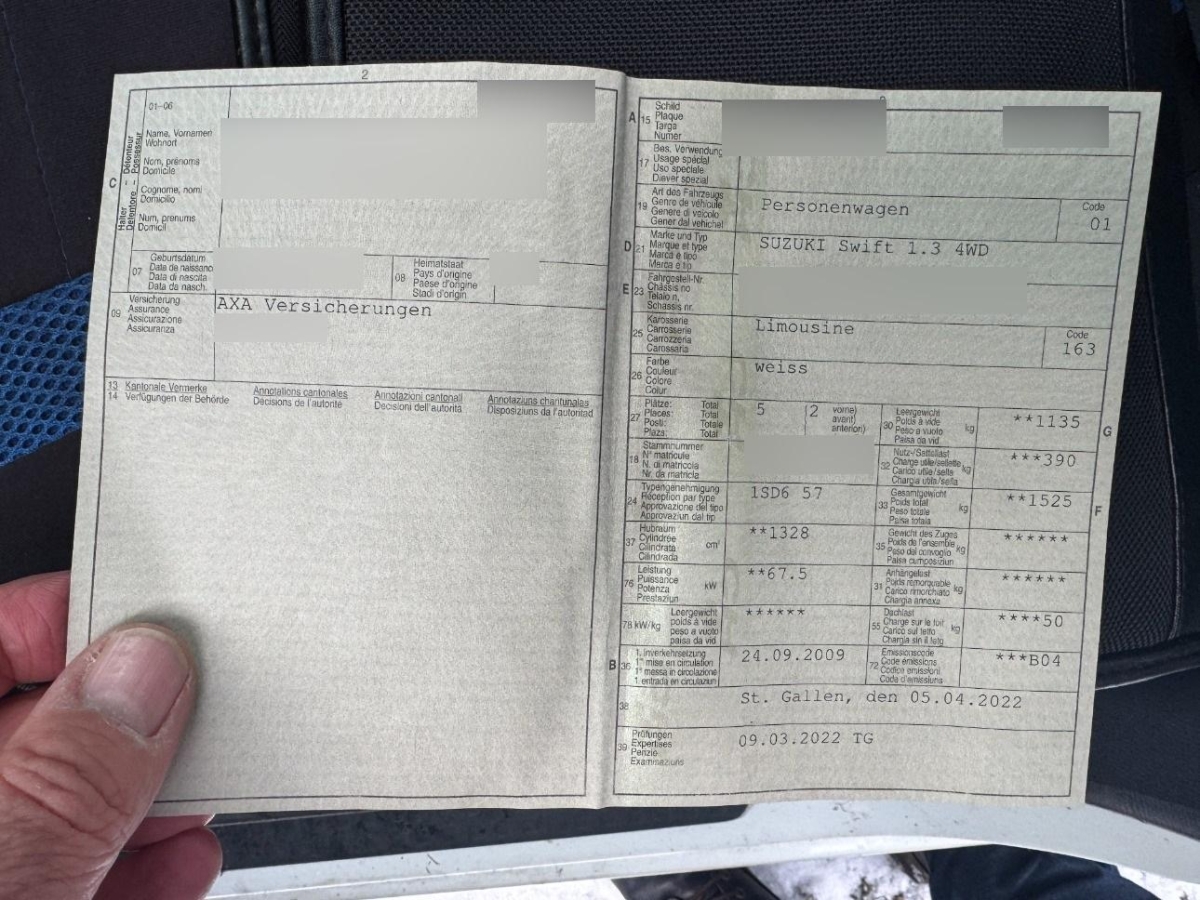 2
01–06
C
Halter – Détenteur
Detentore – Possessur
Name, Vornamen
Wohnort
Nom, prénoms
Domicile
Cognome, nomi
Domicilio
Num, prenums
Domicil
07
Geburtsdatum
Date de naissance
Data di nascita
Data da nasch.
08
Heimatstaat
Pays d'origine
Paese d'origine
Stadi d'origin
09
Versicherung
Assurance
Assicurazione
Assicuranza
AXA Versicherungen
13 Kantonale Vermerke
14 Verfügungen der Behörde
Annotations cantonales
Décisions de l'autorité
Annotazioni cantonali
Decisioni dell'autorità
Annotaziuns chantunalas
Disposiziuns da l'autoritad
A
15
Schild
Plaque
Targa
Numer
17
Bes. Verwendung
Usage spécial
Uso speciale
Diever spezial
19
Art des Fahrzeugs
Genre de véhicule
Genere di veicolo
Gener dal vehichel
Personenwagen
Code
01
D
21
Marke und Typ
Marque et type
Marca e tipo
Marca e tip
SUZUKI Swift 1.3 4WD
E
23
Fahrgestell-Nr.
Châssis no
Telaio n.
Schassis nr.
25
Karosserie
Carrosserie
Carrozzeria
Carossaria
Limousine
Code
163
26
Farbe
Couleur
Colore
Colur
weiss
27
Plätze: Total
Places: Total
Posti: Totale
Plazs: Total
5
2
vorne)
avant)
anteriori)
30
Leergewicht
Poids à vide
Peso a vuoto
Paisa da vid
kg
**1135
G
18
Stammnummer
N° matricule
N. di matricola
Nr. da matricla
32
Nutz-/Sattellast
Charge utile/sellette
Carico utile/sella
Chargia utila/sella
kg
***390
24
Typengenehmigung
Réception par type
Approvazione del tipo
Approvaziun dal tip
1SD6 57
33
Gesamtgewicht
Poids total
Peso totale
Paisa totala
kg
**1525
F
37
Hubraum
Cylindrée
Cilindrata
Cilindrada
cm³
**1328
35
Gewicht des Zuges
Poids de l'ensemble
Peso del convoglio
Paisa cumposiziun
kg
******
76
Leistung
Puissance
Potenza
Prestaziun
kW
**67.5
31
Anhängelast
Poids remorquable
Carico rimorchiato
Chargia annexa
kg
******
78 kW/kg
Leergewicht
poids à vide
peso a vuoto
paisa da vid
******
55
Dachlast
Charge sur le toit
Carico sul tetto
Chargia sin il tetg
kg
****50
B
36
1. Inverkehrsetzung
1re mise en circulation
1a messa in circolazione
1. entrada en circulaziun
24.09.2009
72
Emissionscode
Code émissions
Codice emissioni
Code d'emissiuns
***B04
38
St. Gallen, den 05.04.2022
39
Prüfungen
Expertises
Perizie
Examinaziuns
09.03.2022 TG